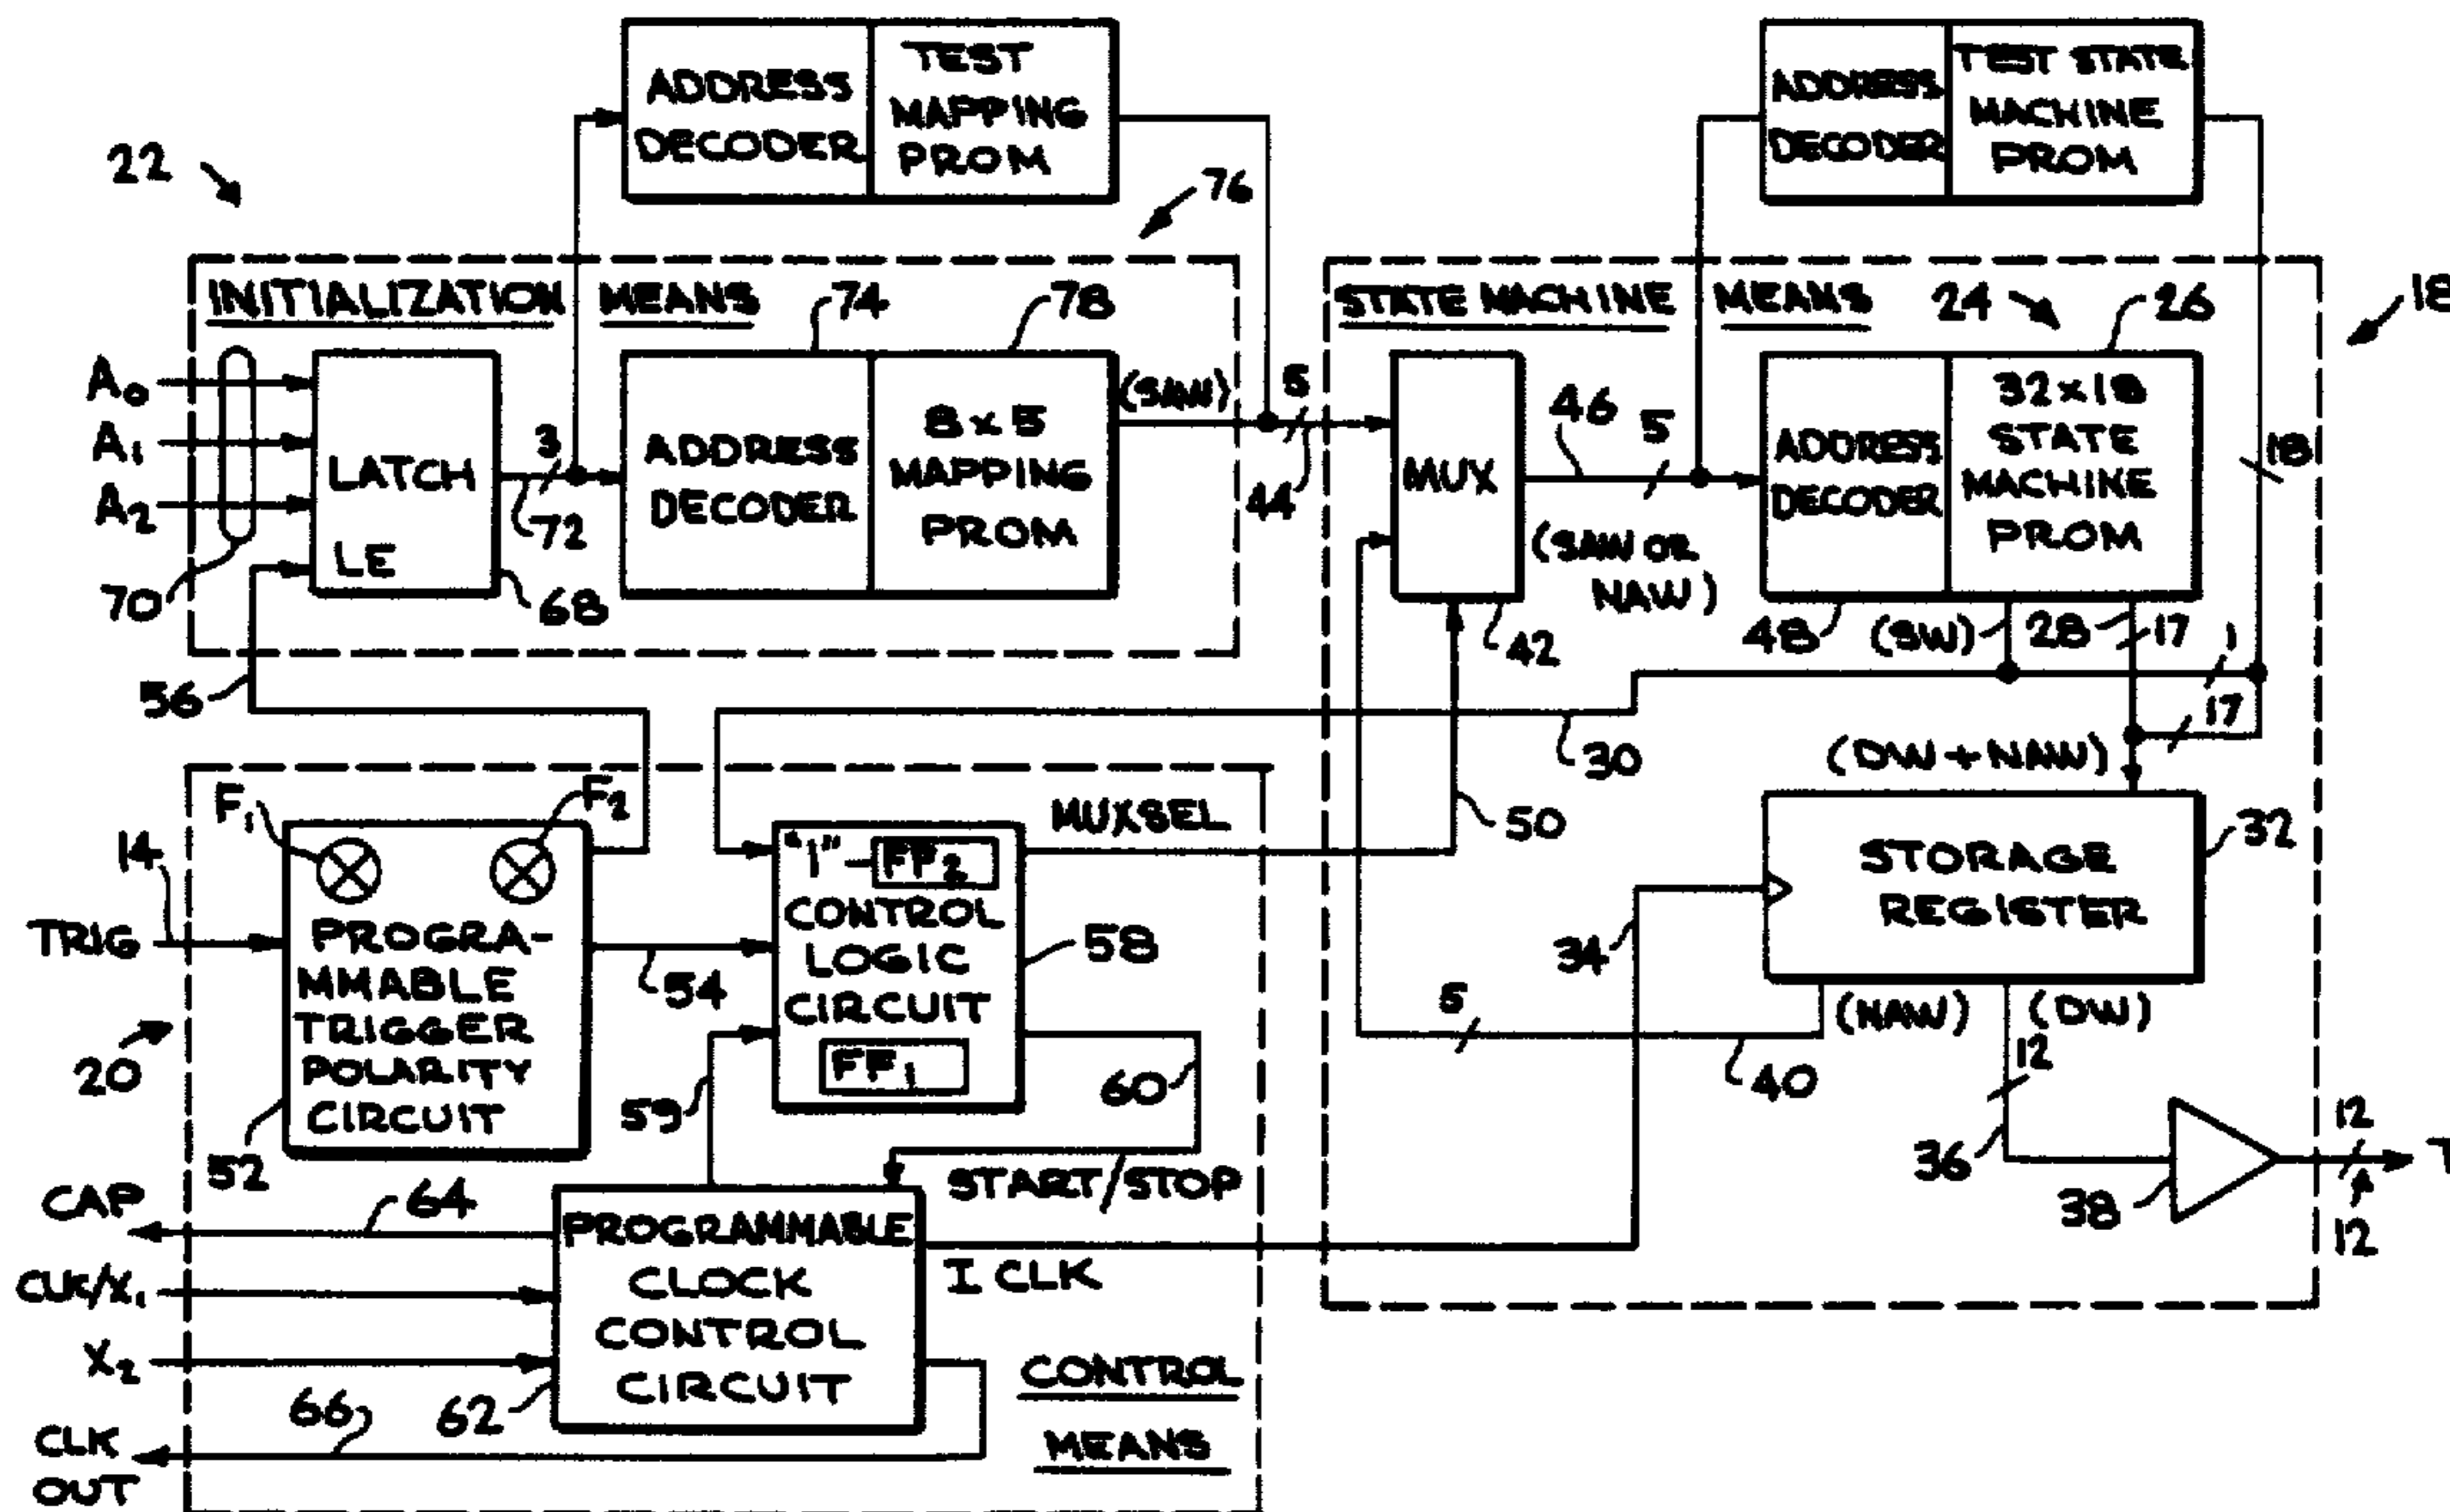 ADDRESS
DECODER
TEST
MAPPING
PROM
ADDRESS
DECODER
TEST STATE
MACHINE
PROM
22
76
18
INITIALIZATION MEANS
74
78
STATE MACHINE MEANS
24
26
A0
A1
A2
LATCH
LE
3
72
ADDRESS
DECODER
8 x 5
MAPPING
PROM
(SAW)
5
44
MUX
46
5
(SAW OR
NAW)
ADDRESS
DECODER
32 x 18
STATE
MACHINE
PROM
18
70
68
42
48
(SW)
28
17
1
17
56
30
(DW + NAW)
F1
F2
14
TRIG
PROGRA-
MMABLE
TRIGGER
POLARITY
CIRCUIT
20
52
54
"1"
FF2
CONTROL
LOGIC
CIRCUIT
FF1
MUXSEL
50
58
59
60
START/STOP
34
STORAGE
REGISTER
32
5
(NAW)
(DW)
40
12
36
38
12
T
12
CAP
64
CLK/X1
X2
66
62
CLK
OUT
PROGRAMMABLE
CLOCK
CONTROL
CIRCUIT
I CLK
CONTROL
MEANS